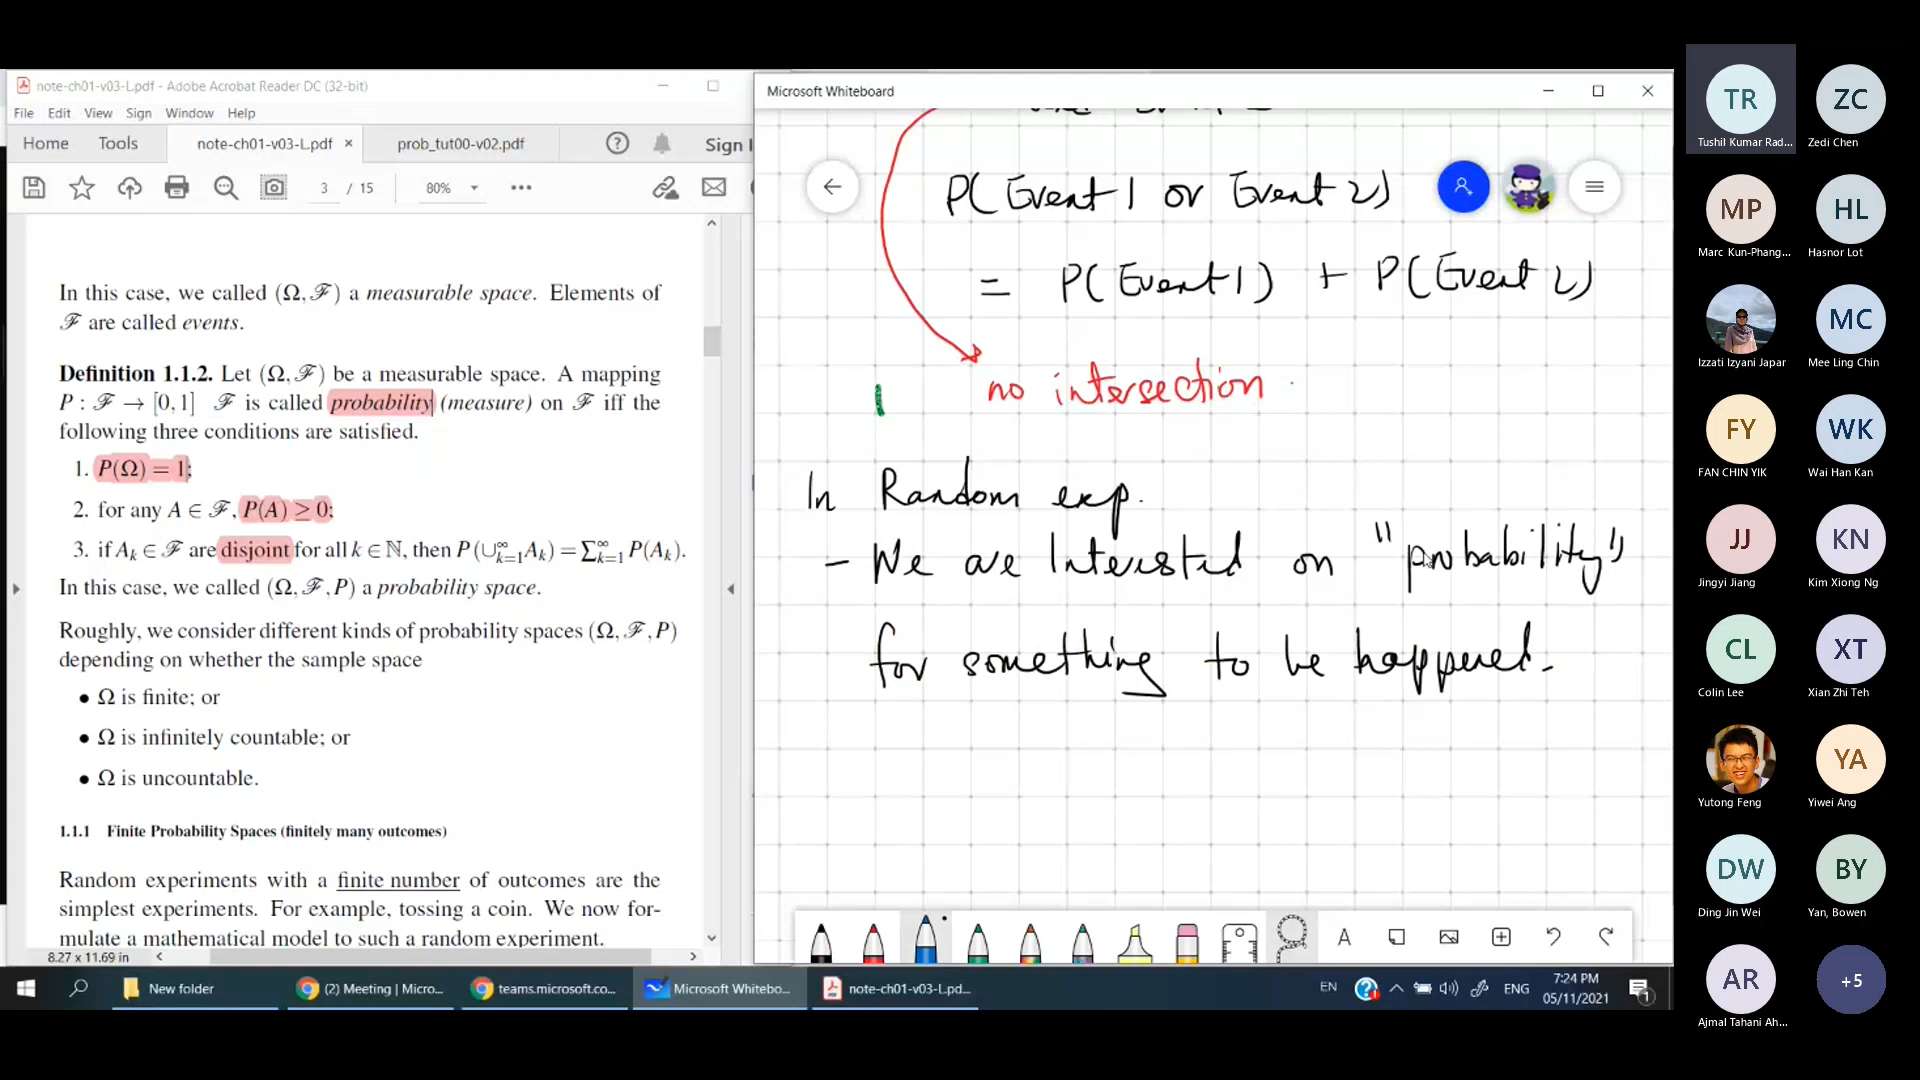 note-ch01-v03-L.pdf - Adobe Acrobat Reader DC (32-bit)
File Edit View Sign Window Help
Home Tools note-ch01-v03-L.pdf × prob_tut00-v02.pdf Sign I
3 / 15 80%
In this case, we called (Ω, ℱ) a measurable space. Elements of
ℱ are called events.
Definition 1.1.2. Let (Ω, ℱ) be a measurable space. A mapping
P : ℱ → [0, 1] ℱ is called probability (measure) on ℱ iff the
following three conditions are satisfied.
1. P(Ω) = 1;
2. for any A ∈ ℱ, P(A) ≥ 0;
3. if Aₖ ∈ ℱ are disjoint for all k ∈ ℕ, then P (∪_{k=1}^∞ Aₖ) = ∑_{k=1}^∞ P(Aₖ).
In this case, we called (Ω, ℱ, P) a probability space.
Roughly, we consider different kinds of probability spaces (Ω, ℱ, P)
depending on whether the sample space
• Ω is finite; or
• Ω is infinitely countable; or
• Ω is uncountable.
1.1.1 Finite Probability Spaces (finitely many outcomes)
Random experiments with a finite number of outcomes are the
simplest experiments. For example, tossing a coin. We now for-
mulate a mathematical model to such a random experiment.
8.27 x 11.69 in
Microsoft Whiteboard
P(Event 1 or Event 2)
= P(Event 1) + P(Event 2)
no intersection
In Random exp.
- We are Interested on "probability"
for something to be happened.
TR ZC
Tushil Kumar Rad... Zedi Chen
MP HL
Marc Kun-Phang... Hasnor Lot
MC
Izzati Izyani Japar Mee Ling Chin
FY WK
FAN CHIN YIK Wai Han Kan
JJ KN
Jingyi Jiang Kim Xiong Ng
CL XT
Colin Lee Xian Zhi Teh
YA
Yutong Feng Yiwei Ang
DW BY
Ding Jin Wei Yan, Bowen
AR +5
Ajmal Tahani Ah...
New folder (2) Meeting | Micro... teams.microsoft.co... Microsoft Whitebo... note-ch01-v03-L.pd...
EN ENG 7:24 PM
05/11/2021 1